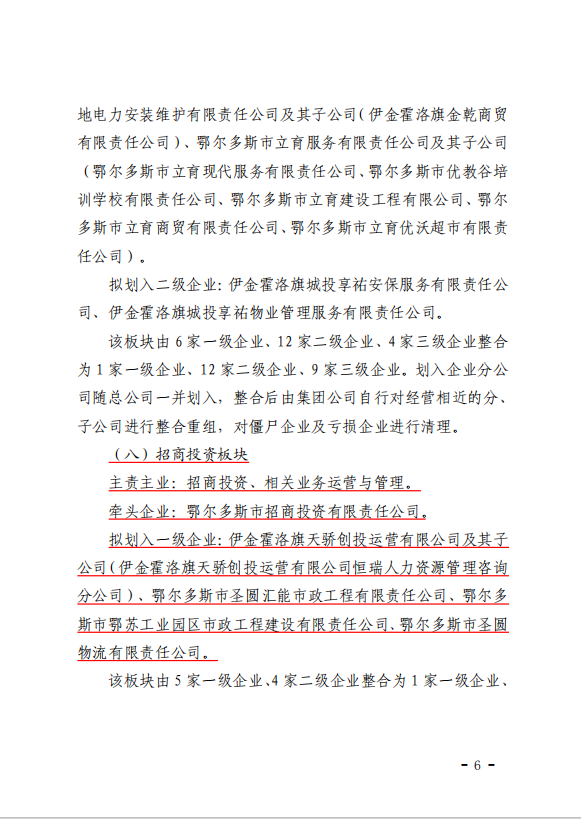 地电力安装维护有限责任公司及其子公司(伊金霍洛旗金乾商贸
有限责任公司)、鄂尔多斯市立育服务有限责任公司及其子公司
(鄂尔多斯市立育现代服务有限责任公司、鄂尔多斯市优教谷培
训学校有限责任公司、鄂尔多斯市立育建设工程有限公司、鄂尔
多斯市立育商贸有限责任公司、鄂尔多斯市立育优沃超市有限责
任公司)。
拟划入二级企业:伊金霍洛旗城投享祐安保服务有限责任公
司、伊金霍洛旗城投享祐物业管理服务有限责任公司。
该板块由6家一级企业、12家二级企业、4家三级企业整合
为1家一级企业、12家二级企业、9家三级企业。划入企业分公
司随总公司一并划入，整合后由集团公司自行对经营相近的分、
子公司进行整合重组，对僵尸企业及亏损企业进行清理。
(八)招商投资板块
主责主业:招商投资、相关业务运营与管理。
牵头企业:鄂尔多斯市招商投资有限责任公司。
拟划入一级企业:伊金霍洛旗天骄创投运营有限公司及其子
公司(伊金霍洛旗天骄创投运营有限公司恒瑞人力资源管理咨询
分公司)、鄂尔多斯市圣圆汇能市政工程有限责任公司、鄂尔多
斯市鄂苏工业园区市政工程建设有限责任公司、鄂尔多斯市圣圆
物流有限责任公司。
该板块由5家一级企业、4家二级企业整合为1家一级企业、
- 6 -